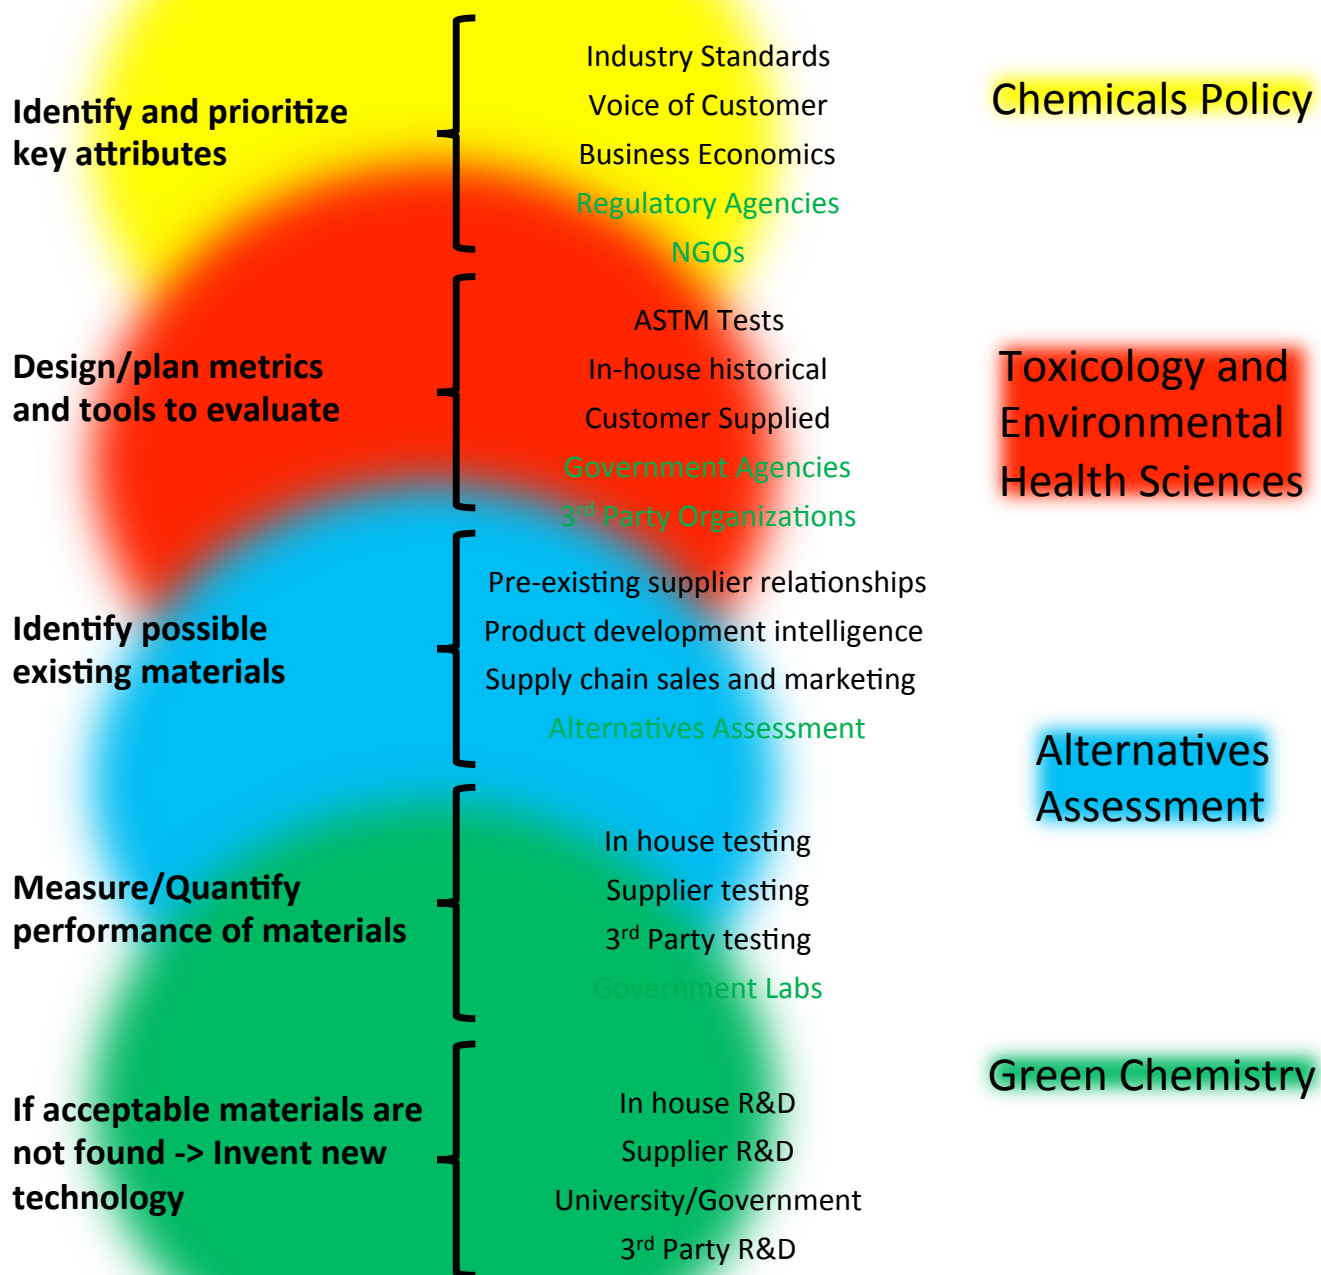 Identify and prioritize
key attributes
Industry Standards
Voice of Customer
Business Economics
Regulatory Agencies
NGOs
Chemicals Policy
Design/plan metrics
and tools to evaluate
ASTM Tests
In-house historical
Customer Supplied
Government Agencies
3rd Party Organizations
Toxicology and
Environmental
Health Sciences
Identify possible
existing materials
Pre-existing supplier relationships
Product development intelligence
Supply chain sales and marketing
Alternatives Assessment
Alternatives
Assessment
Measure/Quantify
performance of materials
In house testing
Supplier testing
3rd Party testing
Government Labs
Green Chemistry
If acceptable materials are
not found -> Invent new
technology
In house R&D
Supplier R&D
University/Government
3rd Party R&D